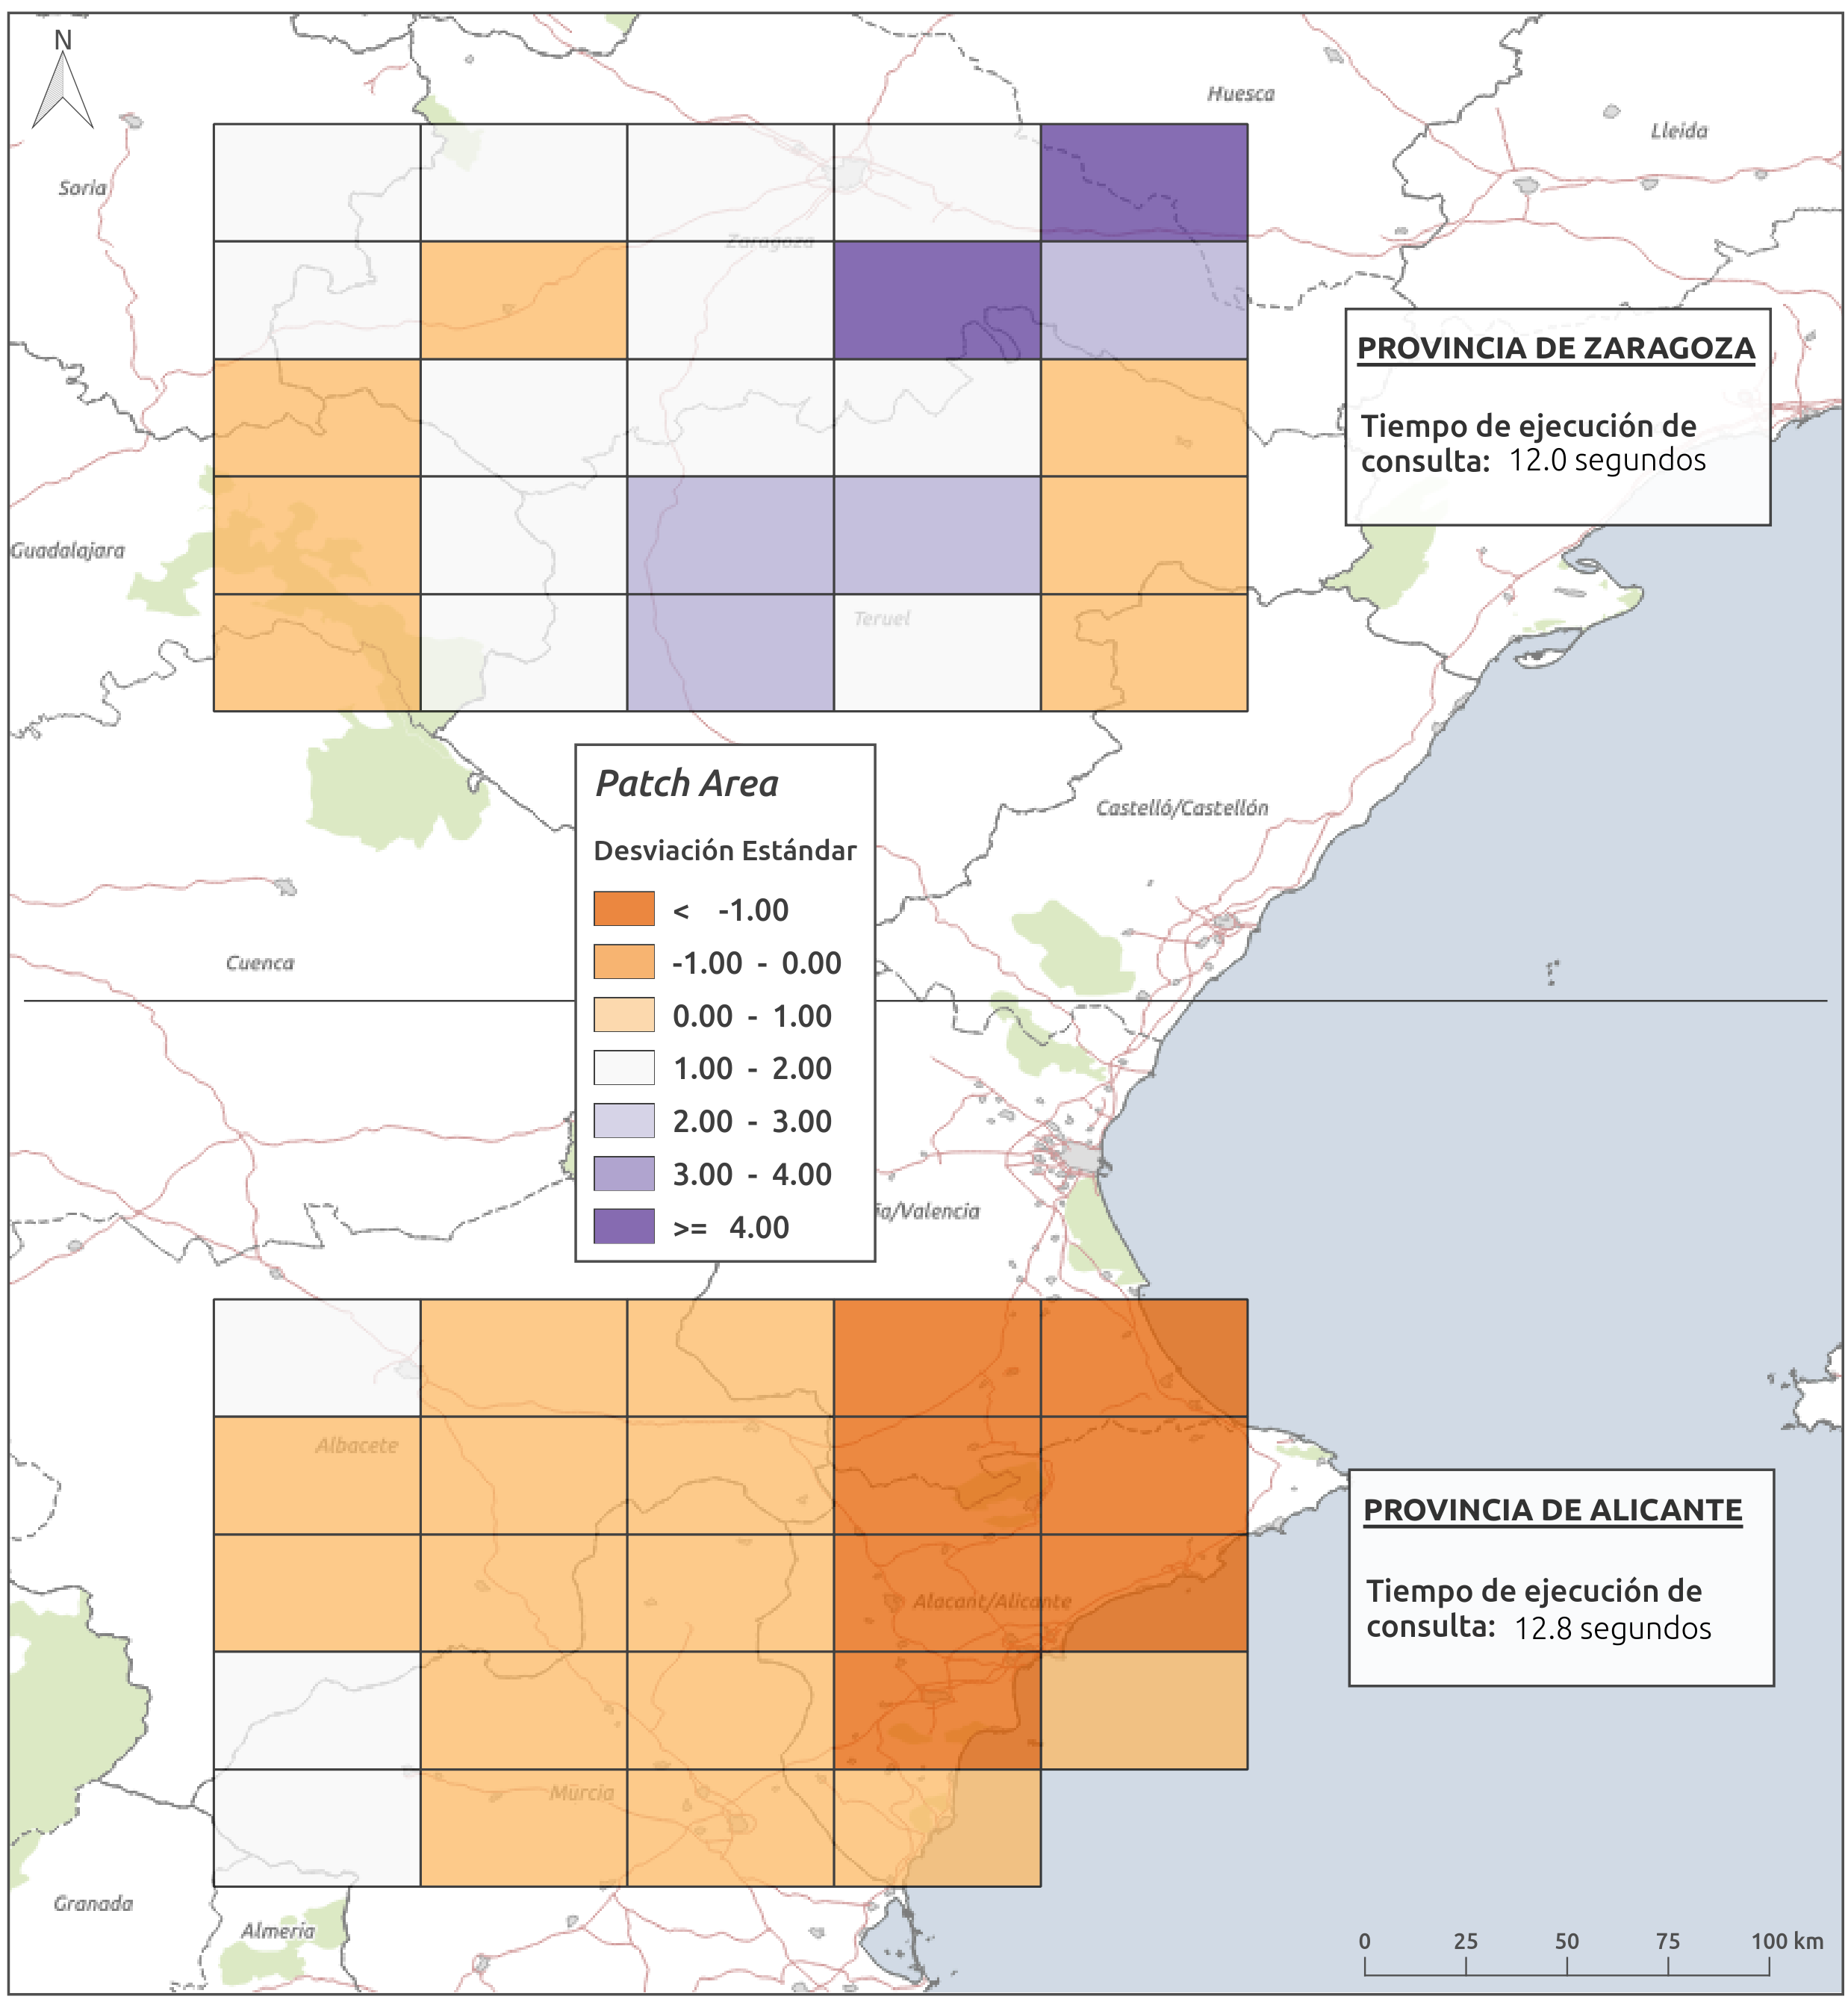 N
Huesca
Lleida
Soria
Zaragoza
PROVINCIA DE ZARAGOZA
Tiempo de ejecución de
consulta: 12.0 segundos
Guadalajara
Teruel
Patch Area
Desviación Estándar
< -1.00
-1.00 - 0.00
0.00 - 1.00
1.00 - 2.00
2.00 - 3.00
3.00 - 4.00
>= 4.00
Castelló/Castellón
Cuenca
ia/Valencia
Albacete
PROVINCIA DE ALICANTE
Tiempo de ejecución de
consulta: 12.8 segundos
Alacant/Alicante
Murcia
Granada
Almería
0 25 50 75 100 km